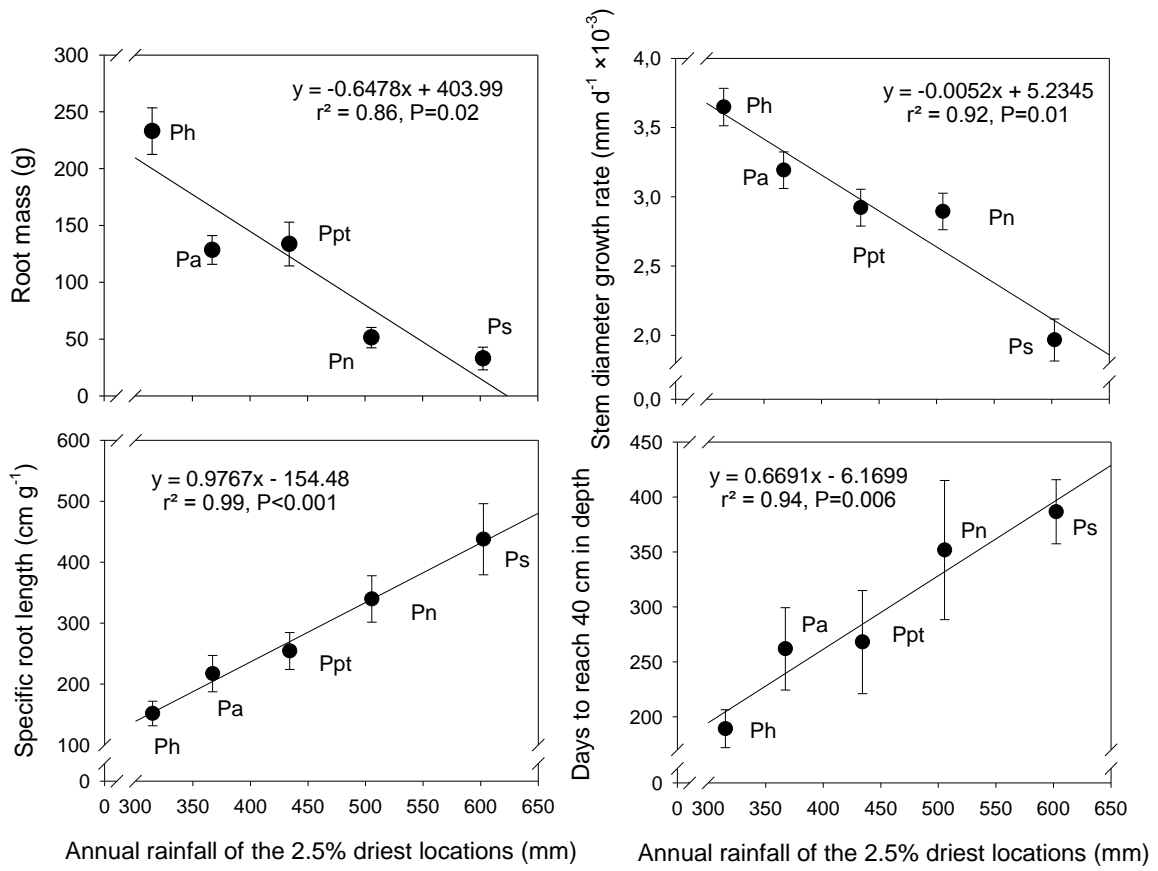 Root mass (g)
300
250
200
150
100
50
0
y = -0.6478x + 403.99
r² = 0.86, P=0.02
Ph
Pa
Ppt
Pn
Ps
Stem diameter growth rate (mm d⁻¹ ×10⁻³)
4,0
3,5
3,0
2,5
2,0
0,0
y = -0.0052x + 5.2345
r² = 0.92, P=0.01
Ph
Pa
Ppt
Pn
Ps
Specific root length (cm g⁻¹)
600
500
400
300
200
100
0
y = 0.9767x - 154.48
r² = 0.99, P<0.001
Ph
Pa
Ppt
Pn
Ps
0 300 350 400 450 500 550 600 650
Annual rainfall of the 2.5% driest locations (mm)
Days to reach 40 cm in depth
450
400
350
300
250
200
0
y = 0.6691x - 6.1699
r² = 0.94, P=0.006
Ph
Pa
Ppt
Pn
Ps
0 300 350 400 450 500 550 600 650
Annual rainfall of the 2.5% driest locations (mm)